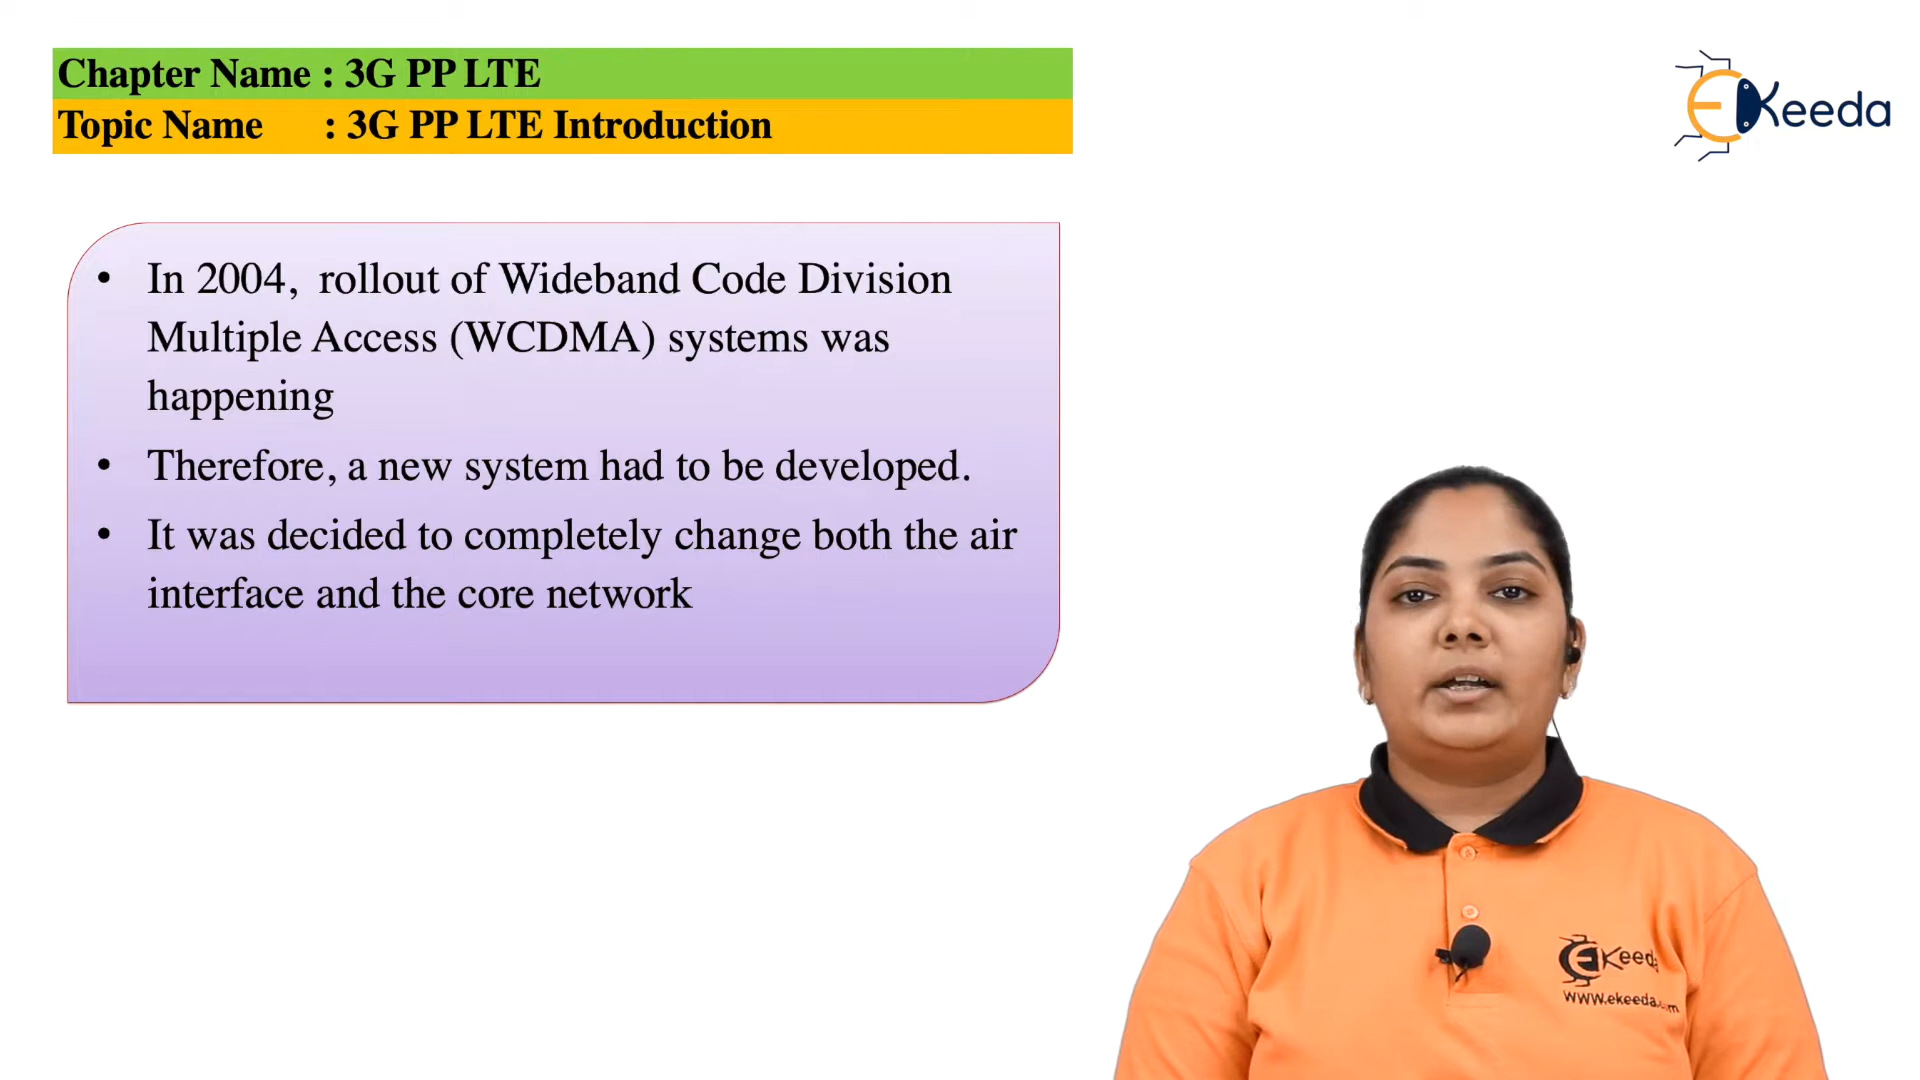 Chapter Name : 3G PP LTE
Topic Name : 3G PP LTE Introduction
EKeeda
• In 2004, rollout of Wideband Code Division
Multiple Access (WCDMA) systems was
happening
• Therefore, a new system had to be developed.
• It was decided to completely change both the air
interface and the core network
EKeeda
www.ekeeda.com